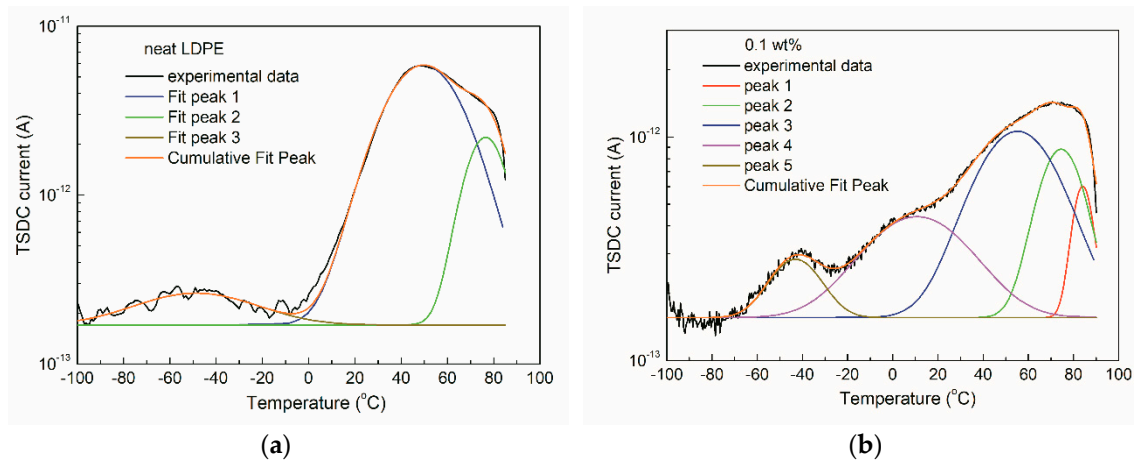 10⁻¹¹
neat LDPE
experimental data
Fit peak 1
Fit peak 2
Fit peak 3
Cumulative Fit Peak
TSDC current (A)
10⁻¹²
10⁻¹³
-100 -80 -60 -40 -20 0 20 40 60 80 100
Temperature (°C)
(a)
0.1 wt%
experimental data
peak 1
peak 2
peak 3
peak 4
peak 5
Cumulative Fit Peak
TSDC current (A)
10⁻¹²
10⁻¹³
-100 -80 -60 -40 -20 0 20 40 60 80 100
Temperature (°C)
(b)